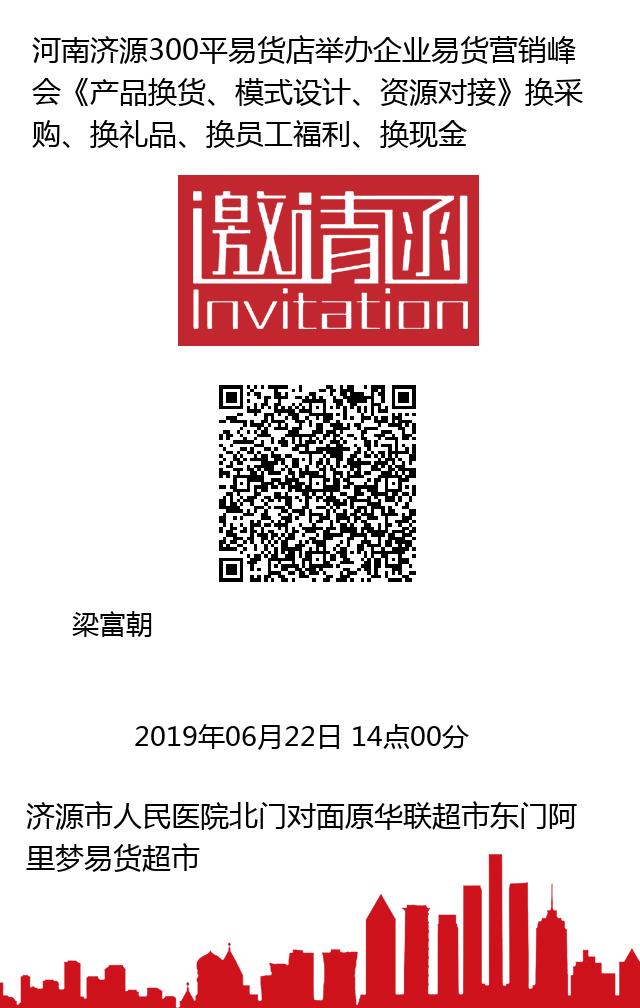 河南济源300平易货店举办企业易货营销峰
会《产品换货、模式设计、资源对接》换采
购、换礼品、换员工福利、换现金
邀请函
Invitation
梁富朝
2019年06月22日 14点00分
济源市人民医院北门对面原华联超市东门阿
里梦易货超市